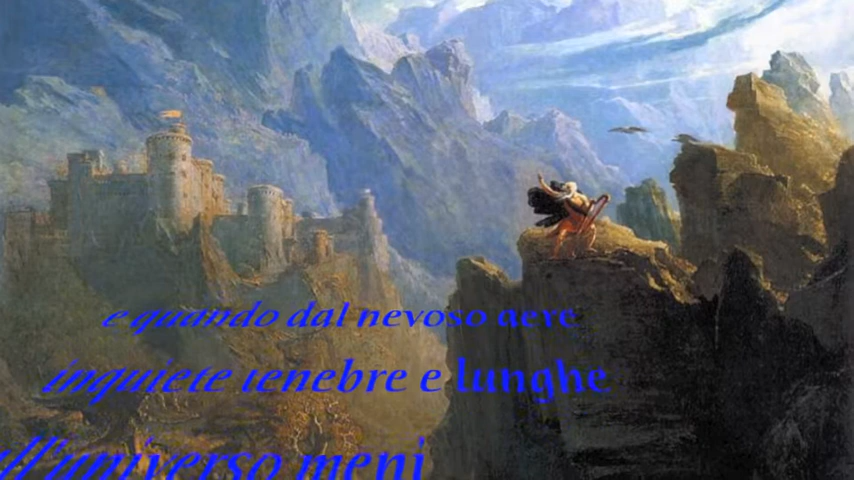 e quando dal nevoso aere
inquiete tenebre e lunghe
all'universo meni